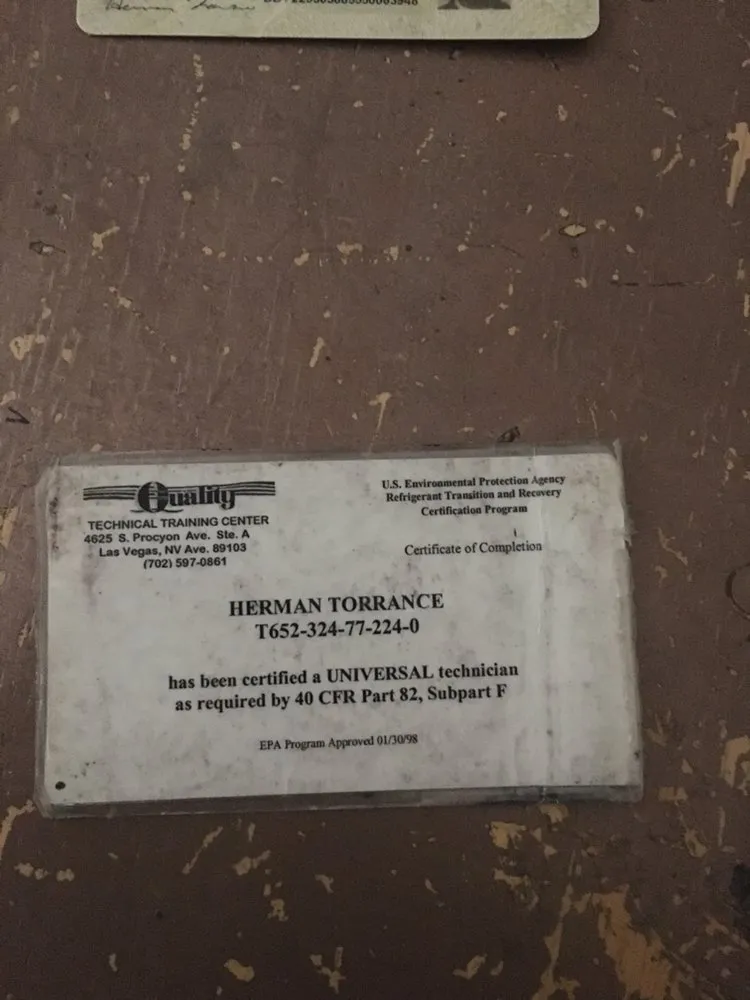 Quality
TECHNICAL TRAINING CENTER
4625 S. Procyon Ave. Ste. A
Las Vegas, NV Ave. 89103
(702) 597-0861
U.S. Environmental Protection Agency
Refrigerant Transition and Recovery
Certification Program
Certificate of Completion
HERMAN TORRANCE
T652-324-77-224-0
has been certified a UNIVERSAL technician
as required by 40 CFR Part 82, Subpart F
EPA Program Approved 01/30/98